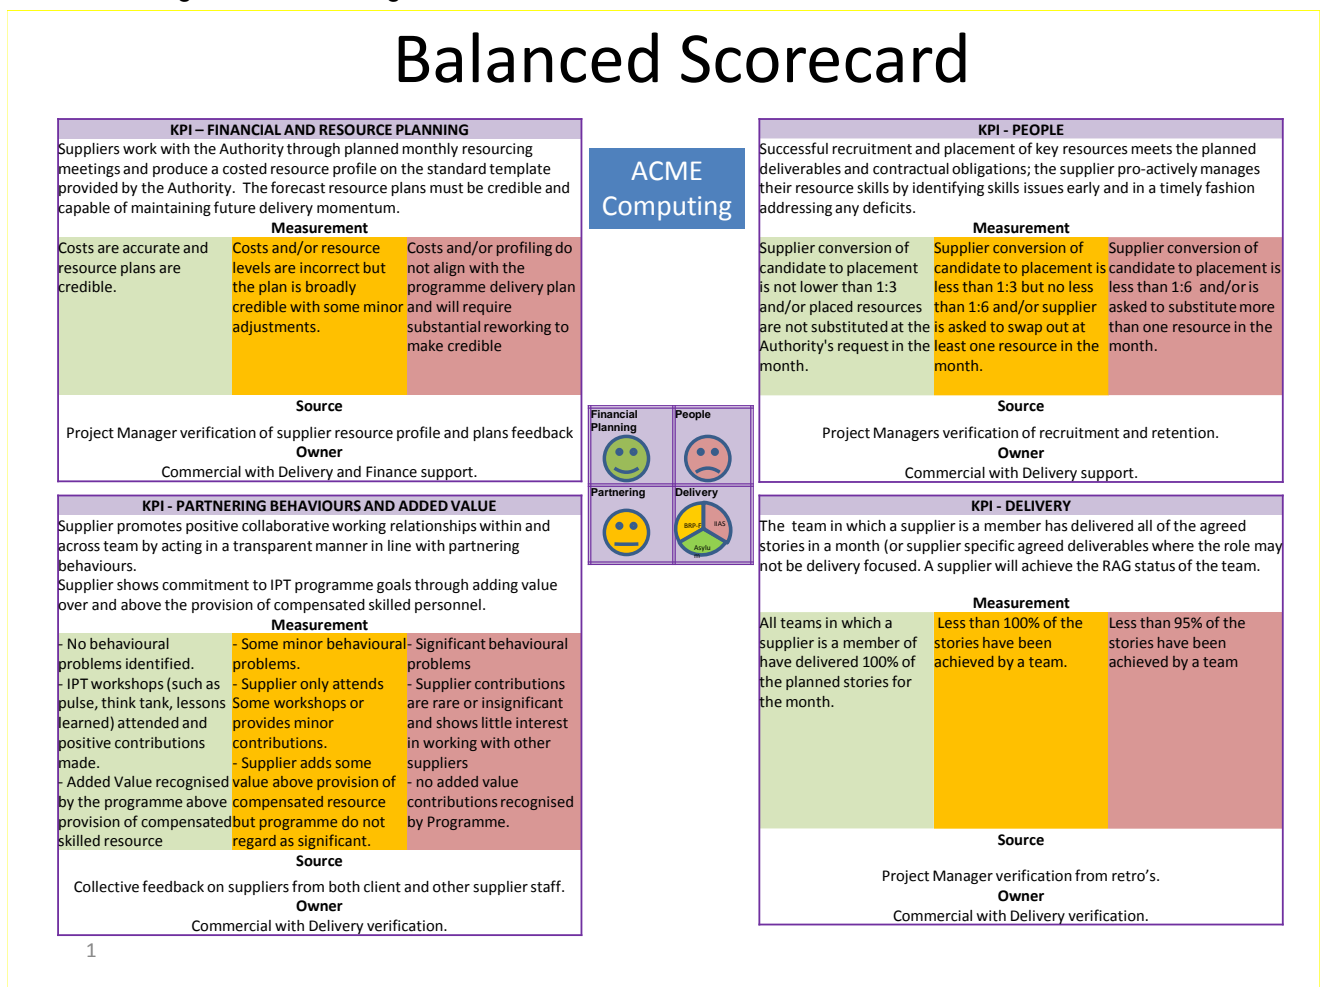 Balanced Scorecard
KPI – FINANCIAL AND RESOURCE PLANNING
Suppliers work with the Authority through planned monthly resourcing
meetings and produce a costed resource profile on the standard template
provided by the Authority. The forecast resource plans must be credible and
capable of maintaining future delivery momentum.
Measurement
Costs are accurate and
resource plans are
credible.
Costs and/or resource
levels are incorrect but
the plan is broadly
credible with some minor
adjustments.
Costs and/or profiling do
not align with the
programme delivery plan
and will require
substantial reworking to
make credible
Source
Project Manager verification of supplier resource profile and plans feedback
Owner
Commercial with Delivery and Finance support.
ACME
Computing
KPI - PEOPLE
Successful recruitment and placement of key resources meets the planned
deliverables and contractual obligations; the supplier pro-actively manages
their resource skills by identifying skills issues early and in a timely fashion
addressing any deficits.
Measurement
Supplier conversion of
candidate to placement
is not lower than 1:3
and/or placed resources
are not substituted at the
Authority's request in the
month.
Supplier conversion of
candidate to placement is
less than 1:3 but no less
than 1:6 and/or supplier
is asked to swap out at
least one resource in the
month.
Supplier conversion of
candidate to placement is
less than 1:6 and/or is
asked to substitute more
than one resource in the
month.
Source
Project Managers verification of recruitment and retention.
Owner
Commercial with Delivery support.
Financial
Planning
People
Partnering
Delivery
BRP-F
IIAS
Asylu
m
KPI - PARTNERING BEHAVIOURS AND ADDED VALUE
Supplier promotes positive collaborative working relationships within and
across team by acting in a transparent manner in line with partnering
behaviours.
Supplier shows commitment to IPT programme goals through adding value
over and above the provision of compensated skilled personnel.
Measurement
- No behavioural
problems identified.
- IPT workshops (such as
pulse, think tank, lessons
learned) attended and
positive contributions
made.
- Added Value recognised
by the programme above
provision of compensated
skilled resource
- Some minor behavioural
problems.
- Supplier only attends
Some workshops or
provides minor
contributions.
- Supplier adds some
value above provision of
compensated resource
but programme do not
regard as significant.
- Significant behavioural
problems
- Supplier contributions
are rare or insignificant
and shows little interest
in working with other
suppliers
- no added value
contributions recognised
by Programme.
Source
Collective feedback on suppliers from both client and other supplier staff.
Owner
Commercial with Delivery verification.
KPI - DELIVERY
The team in which a supplier is a member has delivered all of the agreed
stories in a month (or supplier specific agreed deliverables where the role may
not be delivery focused. A supplier will achieve the RAG status of the team.
Measurement
All teams in which a
supplier is a member of
have delivered 100% of
the planned stories for
the month.
Less than 100% of the
stories have been
achieved by a team.
Less than 95% of the
stories have been
achieved by a team
Source
Project Manager verification from retro's.
Owner
Commercial with Delivery verification.
1